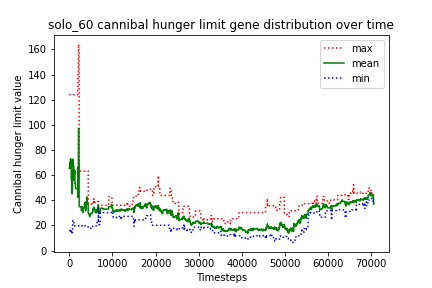 solo_60 cannibal hunger limit gene distribution over time
max
mean
min
Cannibal hunger limit value
160
140
120
100
80
60
40
20
0
0 10000 20000 30000 40000 50000 60000 70000
Timesteps